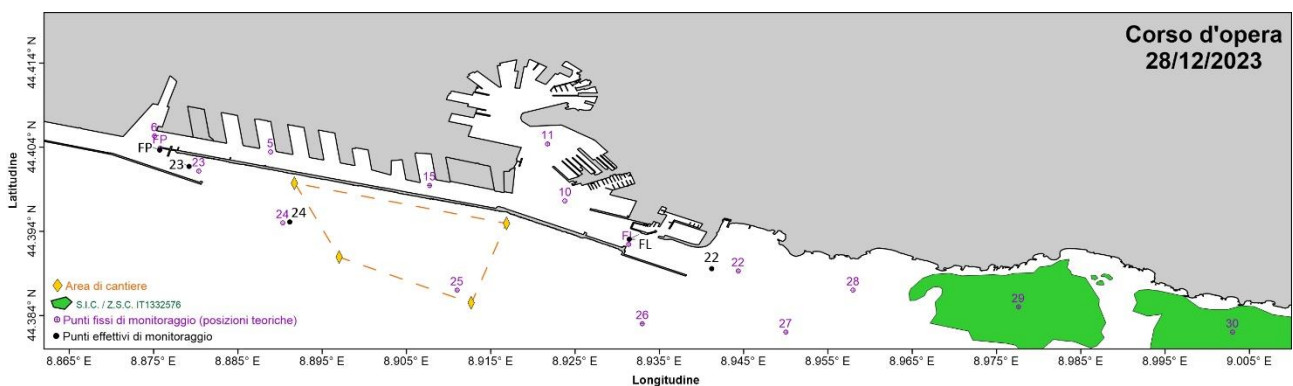 Corso d'opera
28/12/2023
Latitudine
44.414° N
44.404° N
44.394° N
44.384° N
6
FP
FP
23
23
5
15
11
10
24
24
25
FL
FL
22
22
26
27
28
29
30
Area di cantiere
S.I.C. / Z.S.C. IT1332576
Punti fissi di monitoraggio (posizioni teoriche)
Punti effettivi di monitoraggio
8.865° E
8.875° E
8.885° E
8.895° E
8.905° E
8.915° E
8.924° E
8.935° E
8.945° E
8.955° E
8.965° E
8.975° E
8.985° E
8.995° E
9.005° E
Longitudine